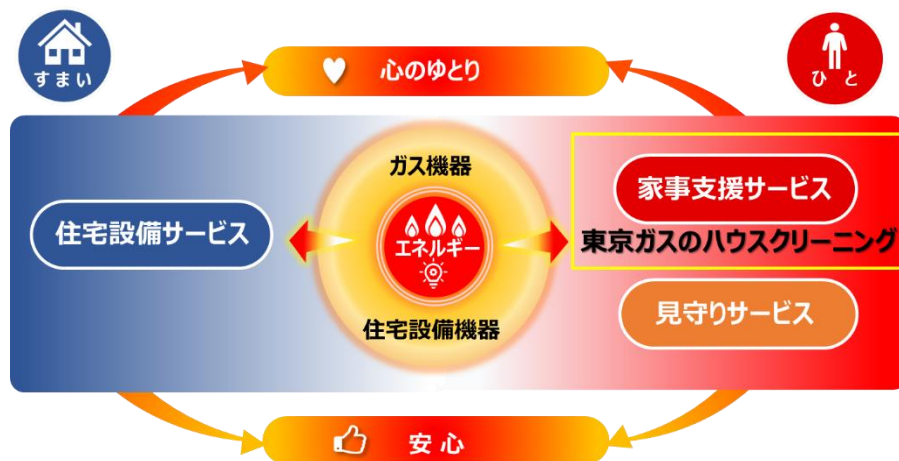 すまい
心のゆとり
ひと
ガス機器
家事支援サービス
住宅設備サービス
エネルギー
東京ガスのハウスクリーニング
住宅設備機器
見守りサービス
安心